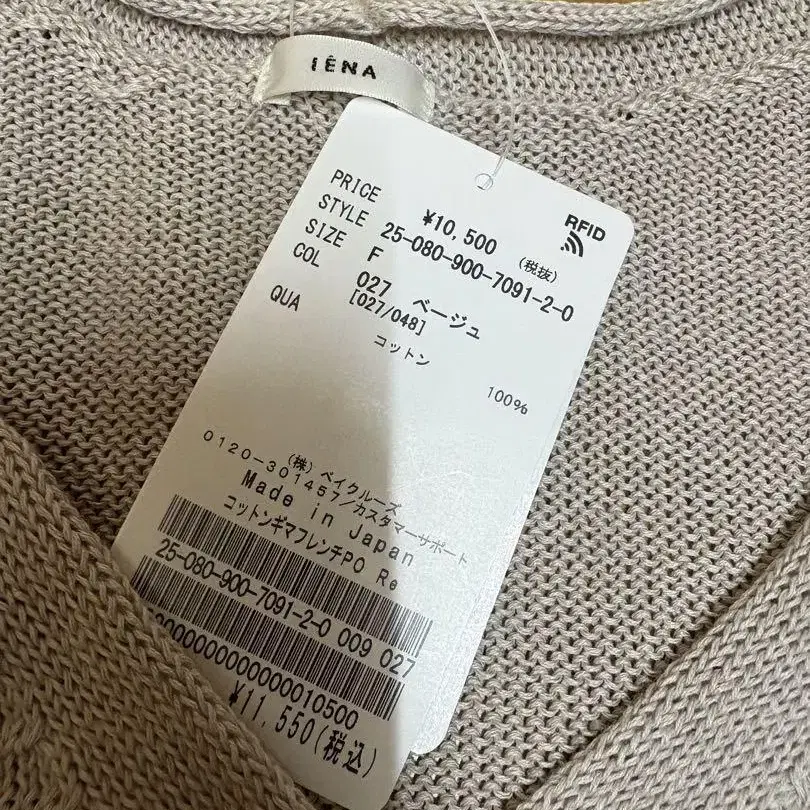 IÉNA
RFID
PRICE ¥10,500 (税抜)
STYLE 25-080-900-7091-2-0
SIZE F
COL 027 ベージュ
[027/048]
QUA コットン 100%
(株) ベイクルーズ
0120-301457/カスタマーサポート
Made in Japan
コットンギマフレンチPO Re
25-080-900-7091-2-0 009 027
¥11,550(税込)